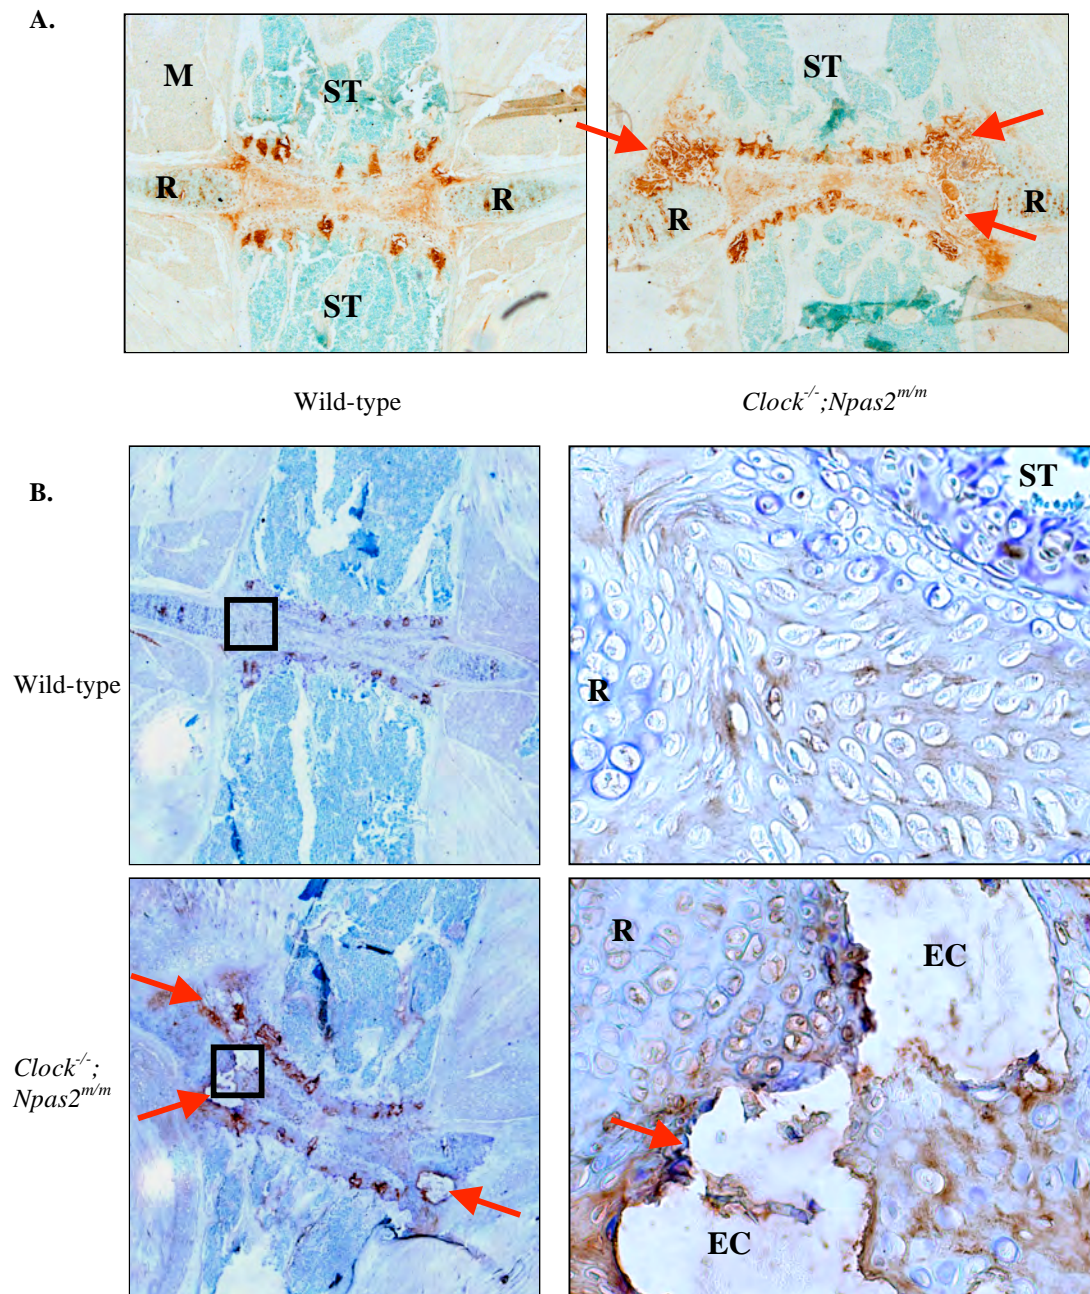 A.
M
ST
R
R
ST
ST
R
R
Wild-type
Clock-/-;Npas2m/m
B.
Wild-type
ST
R
Clock-/-;
Npas2m/m
R
EC
EC